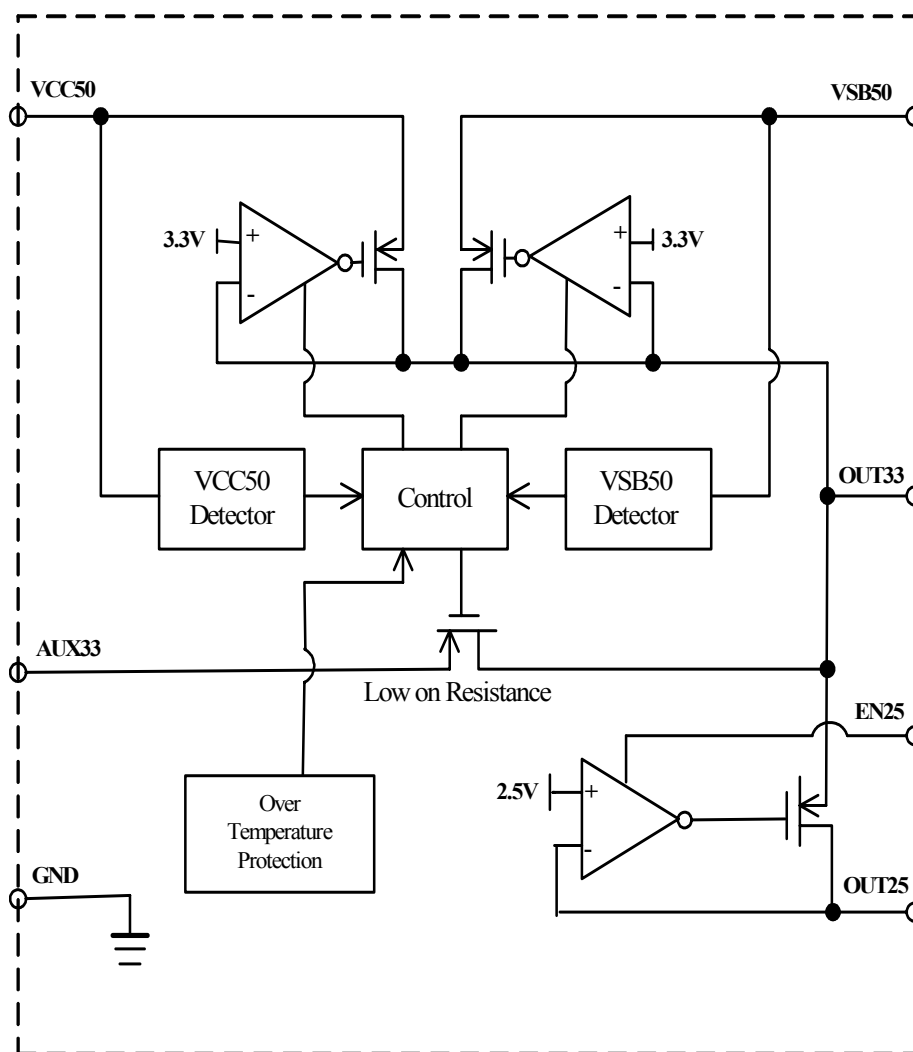 VCC50
VSB50
3.3V
+
-
+
-
3.3V
VCC50
Detector
Control
VSB50
Detector
OUT33
AUX33
Low on Resistance
EN25
2.5V
+
-
Over
Temperature
Protection
GND
OUT25